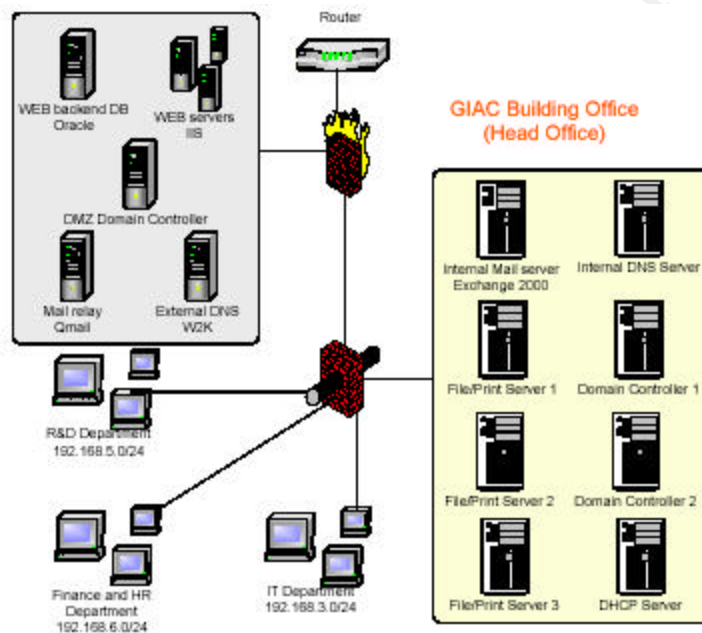 Router
WEB backend DB
Oracle
WEB servers
IIS
DMZ Domain Controller
Mail relay
Qmail
External DNS
W2K
GIAC Building Office
(Head Office)
Internal Mail server
Exchange 2000
Internal DNS Server
File/Print Server 1
Domain Controller 1
File/Print Server 2
Domain Controller 2
File/Print Server 3
DHCP Server
R&D Department
192.168.5.0/24
Finance and HR
Department
192.168.6.0/24
IT Department
192.168.3.0/24